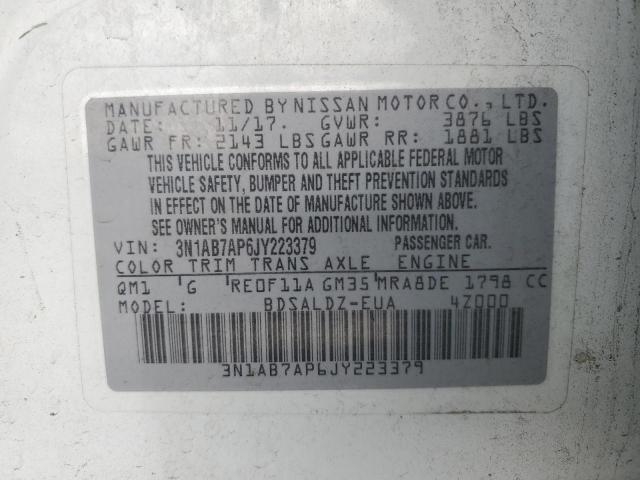 MANUFACTURED BY NISSAN MOTOR CO., LTD.
DATE: 11/17. GVWR: 3876 LBS
GAWR FR: 2143 LBS GAWR RR: 1881 LBS
THIS VEHICLE CONFORMS TO ALL APPLICABLE FEDERAL MOTOR
VEHICLE SAFETY, BUMPER AND THEFT PREVENTION STANDARDS
IN EFFECT ON THE DATE OF MANUFACTURE SHOWN ABOVE.
SEE OWNER'S MANUAL FOR ADDITIONAL INFORMATION.
VIN: 3N1AB7AP6JY223379 PASSENGER CAR.
COLOR TRIM TRANS AXLE ENGINE
QM1 G RE0F11A GM35 MRA8DE 1798 CC
MODEL: BDSALDZ-EUA 4Z000
3N1AB7AP6JY223379